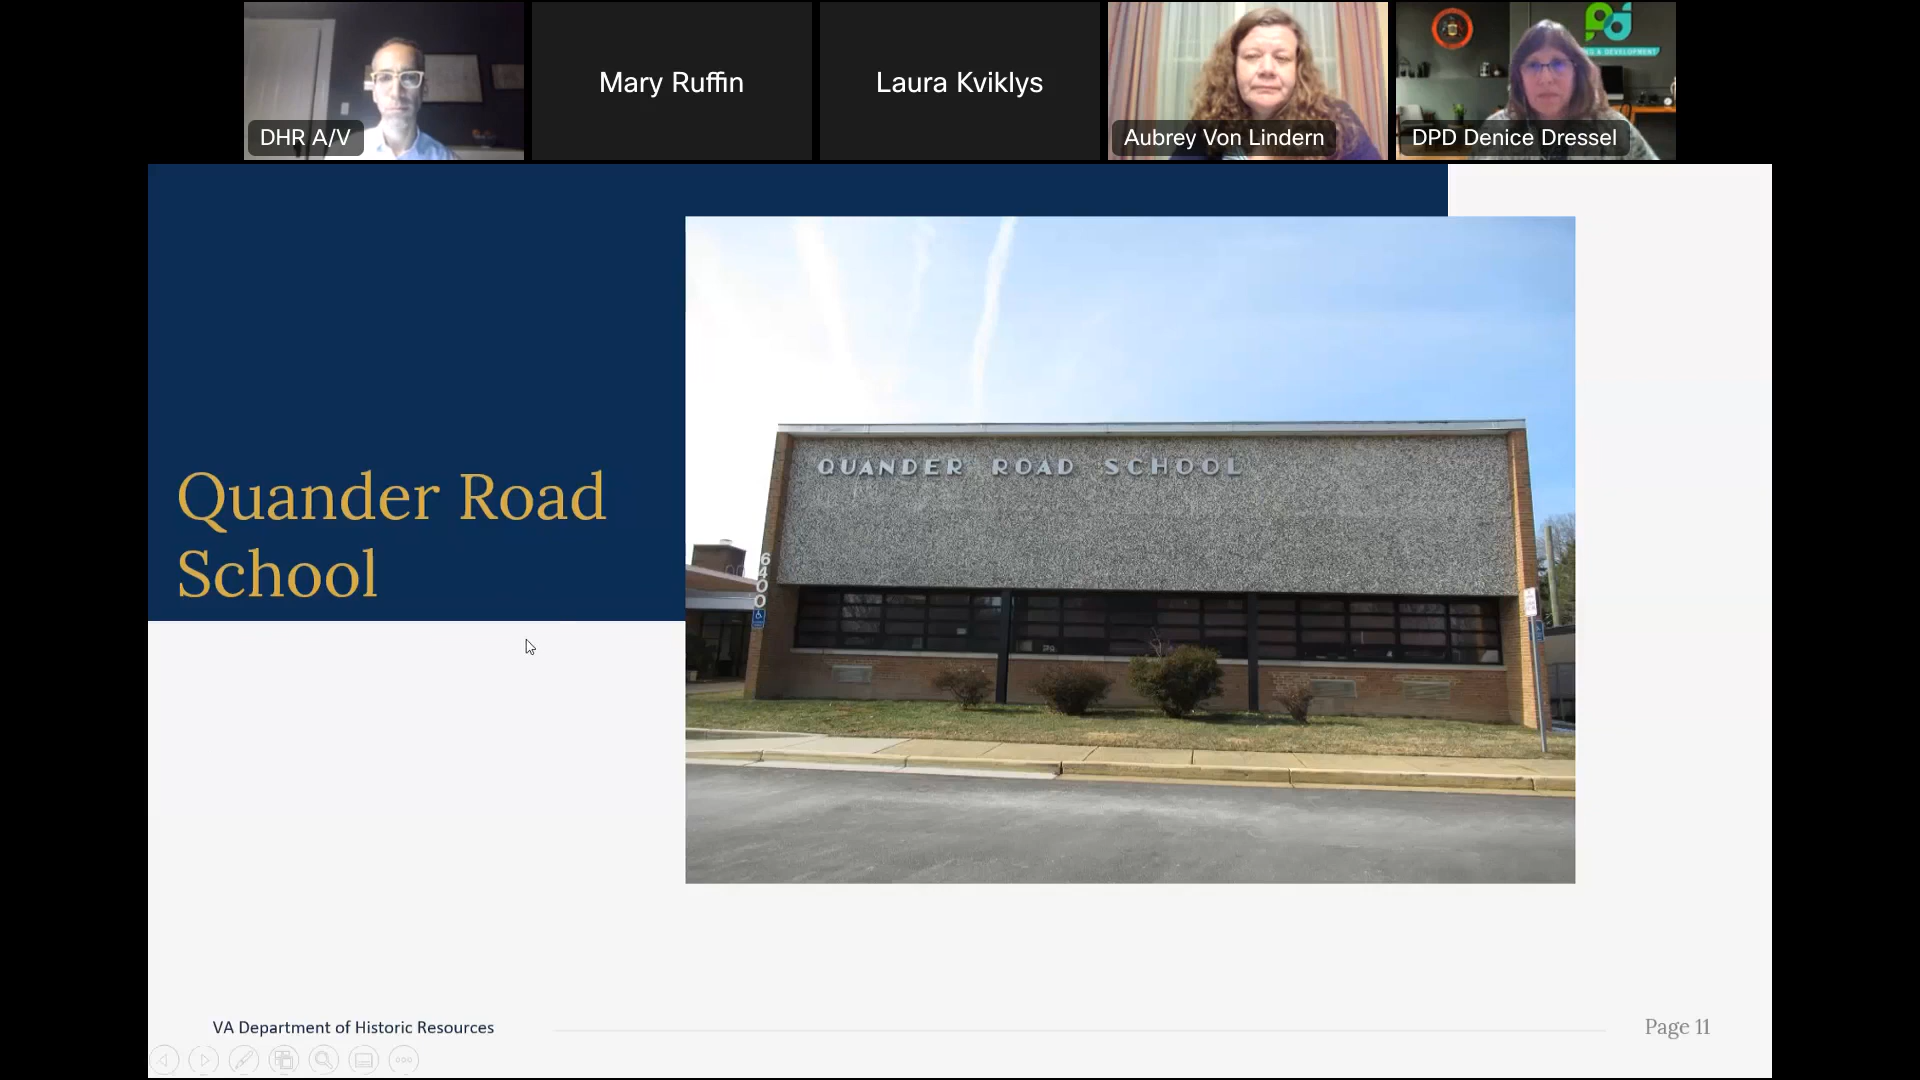 DHR A/V
Mary Ruffin
Laura Kviklys
Aubrey Von Lindern
DPD Denice Dressel
& DEVELOPMENT
Quander Road
School
QUANDER ROAD SCHOOL
6400
VA Department of Historic Resources
Page 11